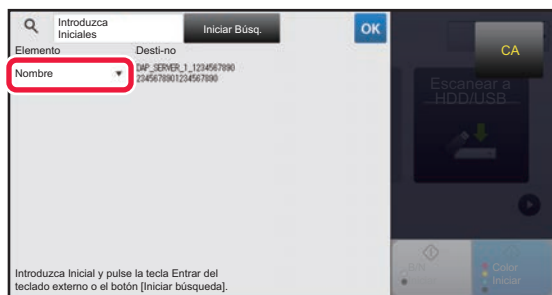 Introduzca
Iniciales
Iniciar Búsq.
OK
CA
Elemento
Desti-no
Nombre
DAP_SERVER_1_1234567890
2345678901234567890
Escanear a
HDD/USB
Introduzca Inicial y pulse la tecla Entrar del
teclado externo o el botón [Iniciar búsqueda].
B/N
Color
Iniciar